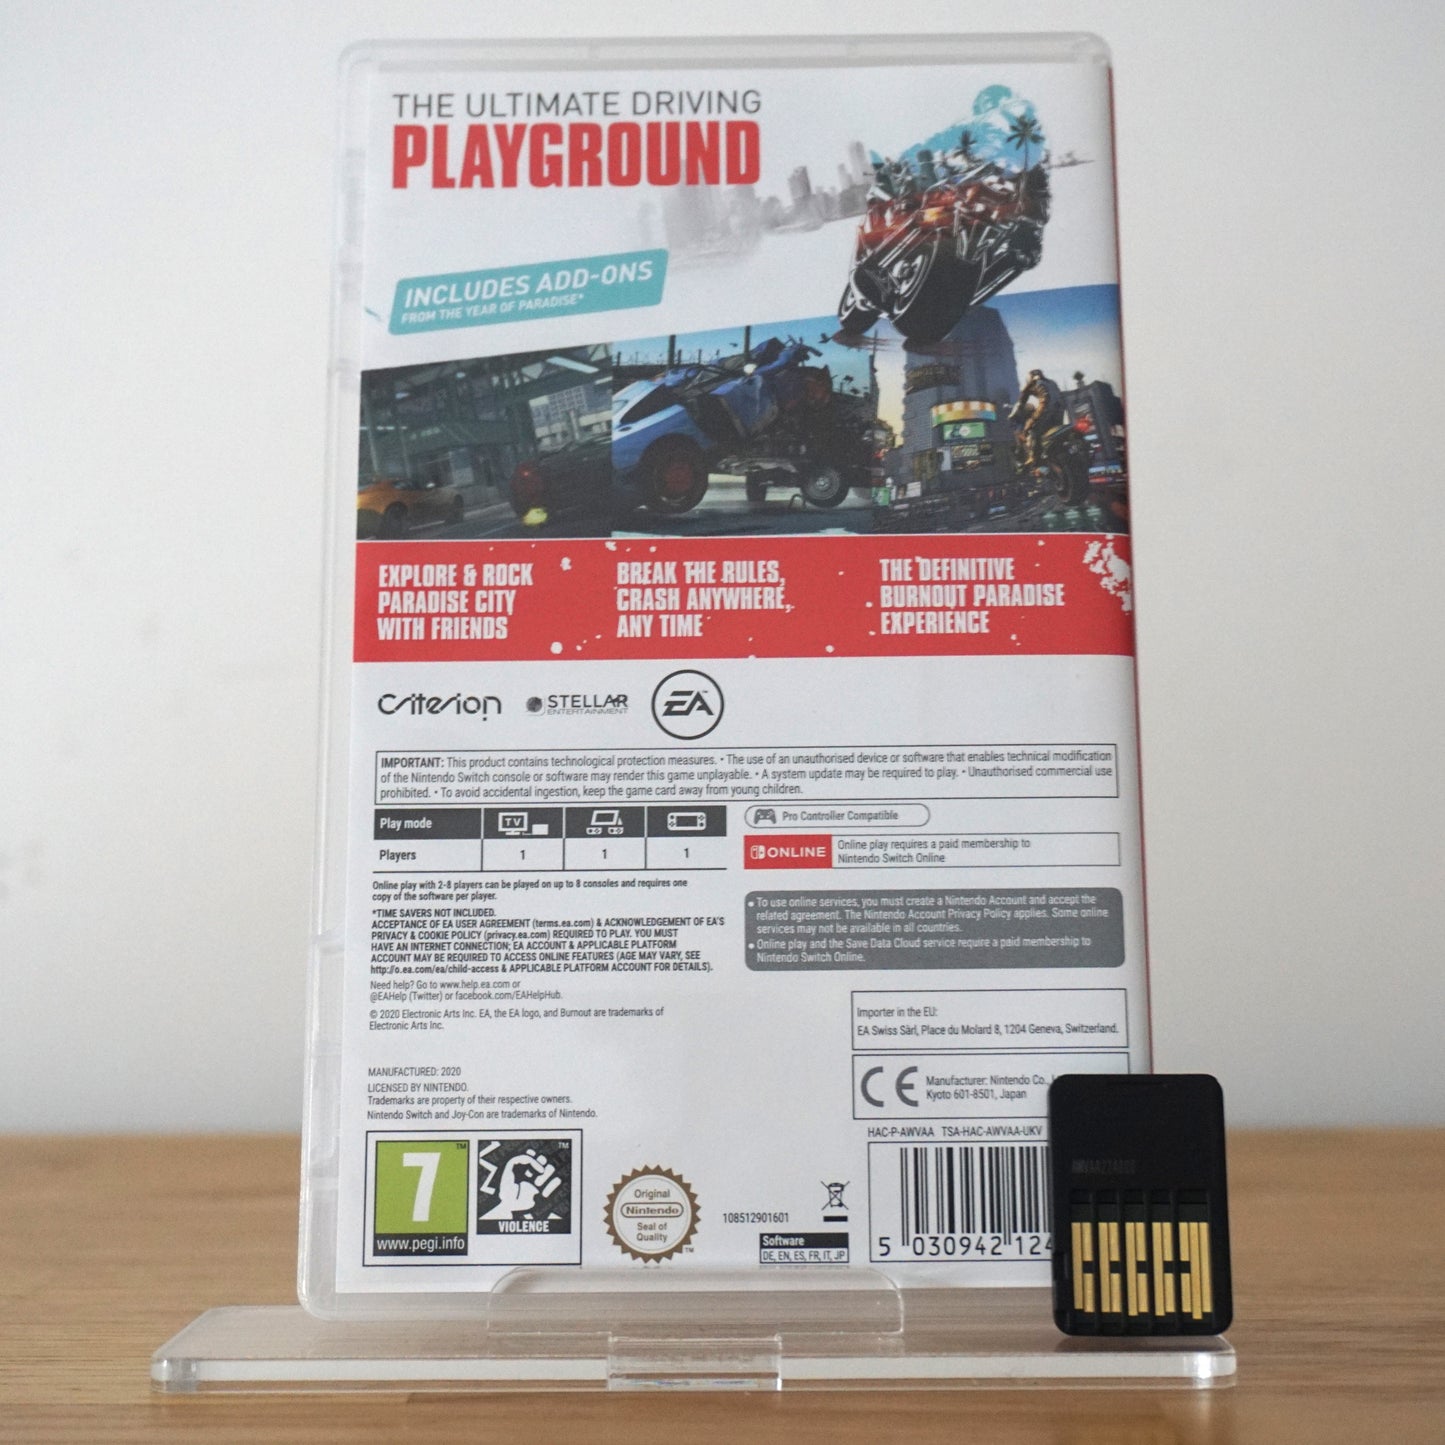 THE ULTIMATE DRIVING
PLAYGROUND
INCLUDES ADD-ONS
FROM THE YEAR OF PARADISE*
EXPLORE & ROCK
PARADISE CITY
WITH FRIENDS
BREAK THE RULES,
CRASH ANYWHERE,
ANY TIME
THE DEFINITIVE
BURNOUT PARADISE
EXPERIENCE
Criterion
STELLAR
ENTERTAINMENT
EA
IMPORTANT: This product contains technological protection measures. • The use of an unauthorised device or software that enables technical modification
of the Nintendo Switch console or software may render this game unplayable. • A system update may be required to play. • Unauthorised commercial use
prohibited. • To avoid accidental ingestion, keep the game card away from young children.
Play mode TV
Players 1 1 1
Pro Controller Compatible
ONLINE
Online play requires a paid membership to
Nintendo Switch Online
Online play with 2-8 players can be played on up to 8 consoles and requires one
copy of the software per player.
*TIME SAVERS NOT INCLUDED.
ACCEPTANCE OF EA USER AGREEMENT (terms.ea.com) & ACKNOWLEDGEMENT OF EA'S
PRIVACY & COOKIE POLICY (privacy.ea.com) REQUIRED TO PLAY. YOU MUST
HAVE AN INTERNET CONNECTION; EA ACCOUNT & APPLICABLE PLATFORM
ACCOUNT MAY BE REQUIRED TO ACCESS ONLINE FEATURES (AGE MAY VARY, SEE
http://o.ea.com/ea/child-access & APPLICABLE PLATFORM ACCOUNT FOR DETAILS).
Need help? Go to www.help.ea.com or
@EAHelp (Twitter) or facebook.com/EAHelpHub.
© 2020 Electronic Arts Inc. EA, the EA logo, and Burnout are trademarks of
Electronic Arts Inc.
• To use online services, you must create a Nintendo Account and accept the
related agreement. The Nintendo Account Privacy Policy applies. Some online
services may not be available in all countries.
• Online play and the Save Data Cloud service require a paid membership to
Nintendo Switch Online.
Importer in the EU:
EA Swiss Sàrl, Place du Molard 8, 1204 Geneva, Switzerland.
CE
Manufacturer: Nintendo Co.,
Kyoto 601-8501, Japan
MANUFACTURED: 2020
LICENSED BY NINTENDO.
Trademarks are property of their respective owners.
Nintendo Switch and Joy-Con are trademarks of Nintendo.
HAC-P-AWVAA TSA-HAC-AWVAA-UKV
7
www.pegi.info
VIOLENCE
TM
Original
Nintendo
Seal of
Quality
TM
108512901601
Software
DE, EN, ES, FR, IT, JP
5 030942 124